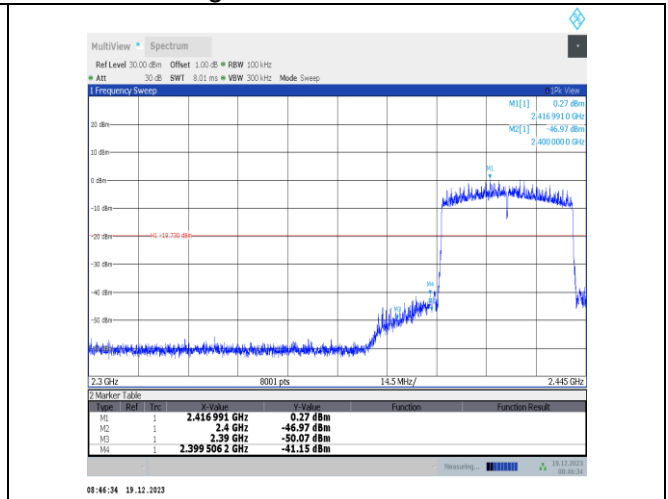 MultiView Spectrum
Ref Level 30.00 dBm Offset 1.00 dB RBW 100 kHz
Att 30 dB SWT 8.01 ms VBW 300 kHz Mode Sweep
1 Frequency Sweep 1Pk View
M1[1] 0.27 dBm
2.416 991 0 GHz
M2[1] -46.97 dBm
2.400 000 0 GHz
20 dBm
10 dBm
M1
0 dBm
-10 dBm
-20 dBm H1 -19.730 dBm
-30 dBm
M4
-40 dBm
M3
-50 dBm
2.3 GHz 8001 pts 14.5 MHz/ 2.445 GHz
2 Marker Table
Type Ref Trc X-Value Y-Value Function Function Result
M1 1 2.416 991 GHz 0.27 dBm
M2 1 2.4 GHz -46.97 dBm
M3 1 2.39 GHz -50.07 dBm
M4 1 2.399 506 2 GHz -41.15 dBm
Measuring... 19.12.2023
08:46:34
08:46:34 19.12.2023